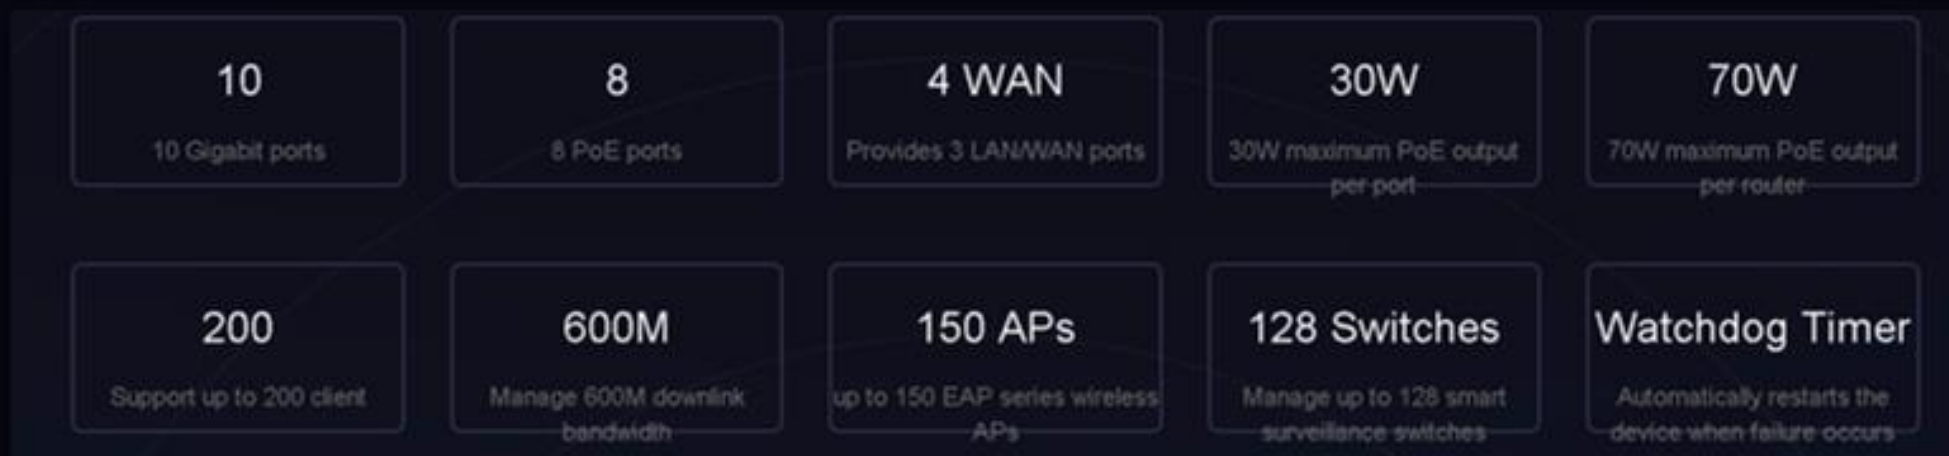 10
10 Gigabit ports
8
8 PoE ports
4 WAN
Provides 3 LAN/WAN ports
30W
30W maximum PoE output
per port
70W
70W maximum PoE output
per router
200
Support up to 200 client
600M
Manage 600M downlink
bandwidth
150 APs
up to 150 EAP series wireless
APs
128 Switches
Manage up to 128 smart
surveillance switches
Watchdog Timer
Automatically restarts the
device when failure occurs